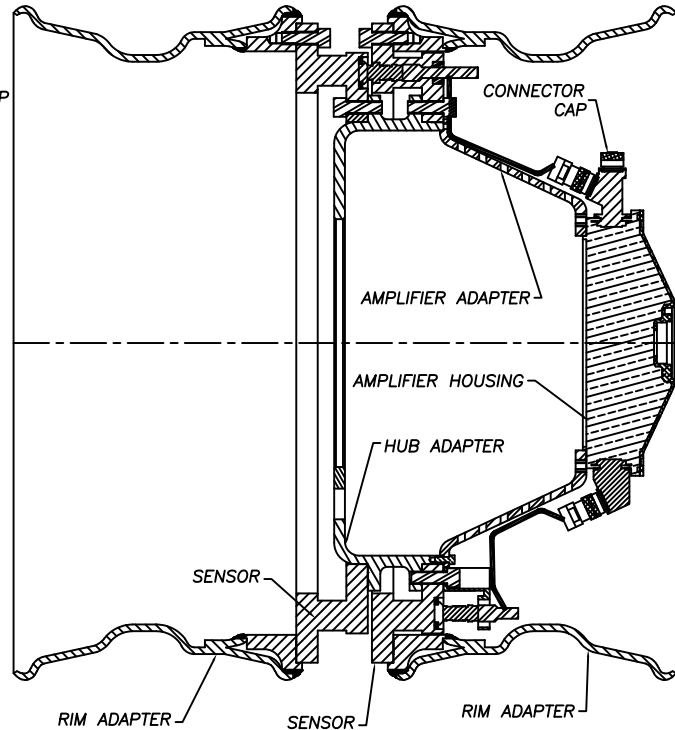 P
CONNECTOR
CAP
AMPLIFIER ADAPTER
AMPLIFIER HOUSING
HUB ADAPTER
SENSOR
RIM ADAPTER
SENSOR
RIM ADAPTER